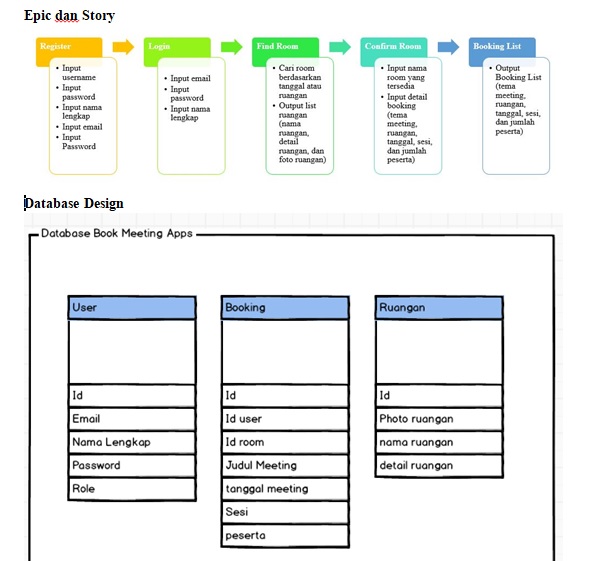 Epic dan Story
Register
• Input
username
• Input
password
• Input nama
lengkap
• Input email
• Input
Password
Login
• Input email
• Input
password
• Input nama
lengkap
Find Room
• Cari room
berdasarkan
tanggal atau
ruangan
• Output list
ruangan
(nama
ruangan,
detail
ruangan, dan
foto ruangan)
Confirm Room
• Input nama
room yang
tersedia
• Input detail
booking
(tema
meeting,
ruangan,
tanggal, sesi,
dan jumlah
peserta)
Booking List
• Output
Booking List
(tema
meeting,
ruangan,
tanggal, sesi,
dan jumlah
peserta)
Database Design
Database Book Meeting Apps
User
Id
Email
Nama Lengkap
Password
Role
Booking
Id
Id user
Id room
Judul Meeting
tanggal meeting
Sesi
peserta
Ruangan
Id
Photo ruangan
nama ruangan
detail ruangan